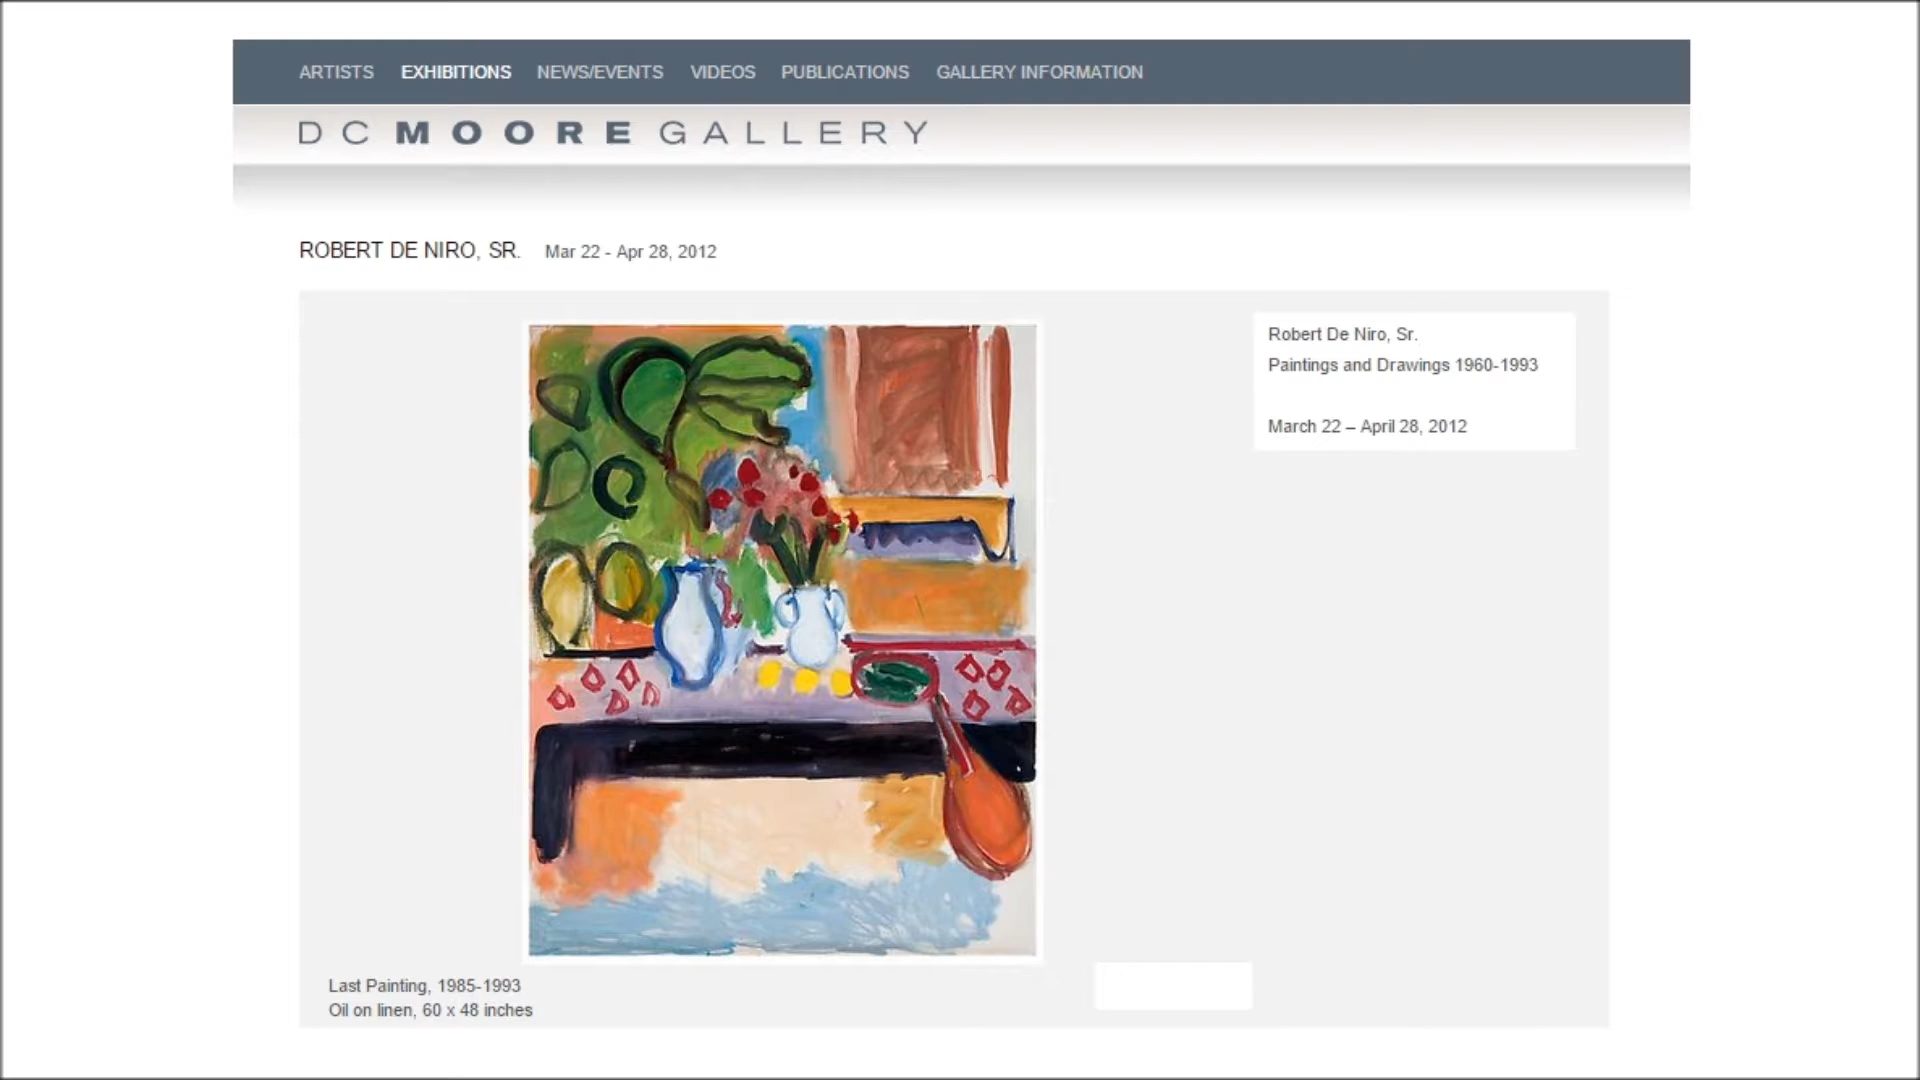 ARTISTS EXHIBITIONS NEWS/EVENTS VIDEOS PUBLICATIONS GALLERY INFORMATION
DC MOORE GALLERY
ROBERT DE NIRO, SR. Mar 22 - Apr 28, 2012
Robert De Niro, Sr.
Paintings and Drawings 1960-1993
March 22 – April 28, 2012
Last Painting, 1985-1993
Oil on linen, 60 x 48 inches